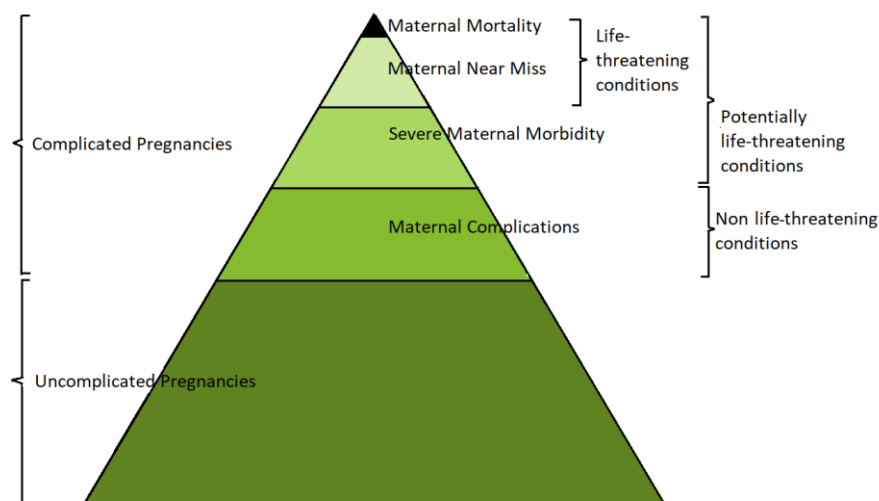 Maternal Mortality
Life-
threatening
conditions
Maternal Near Miss
Potentially
life-threatening
conditions
Severe Maternal Morbidity
Complicated Pregnancies
Non life-threatening
conditions
Maternal Complications
Uncomplicated Pregnancies